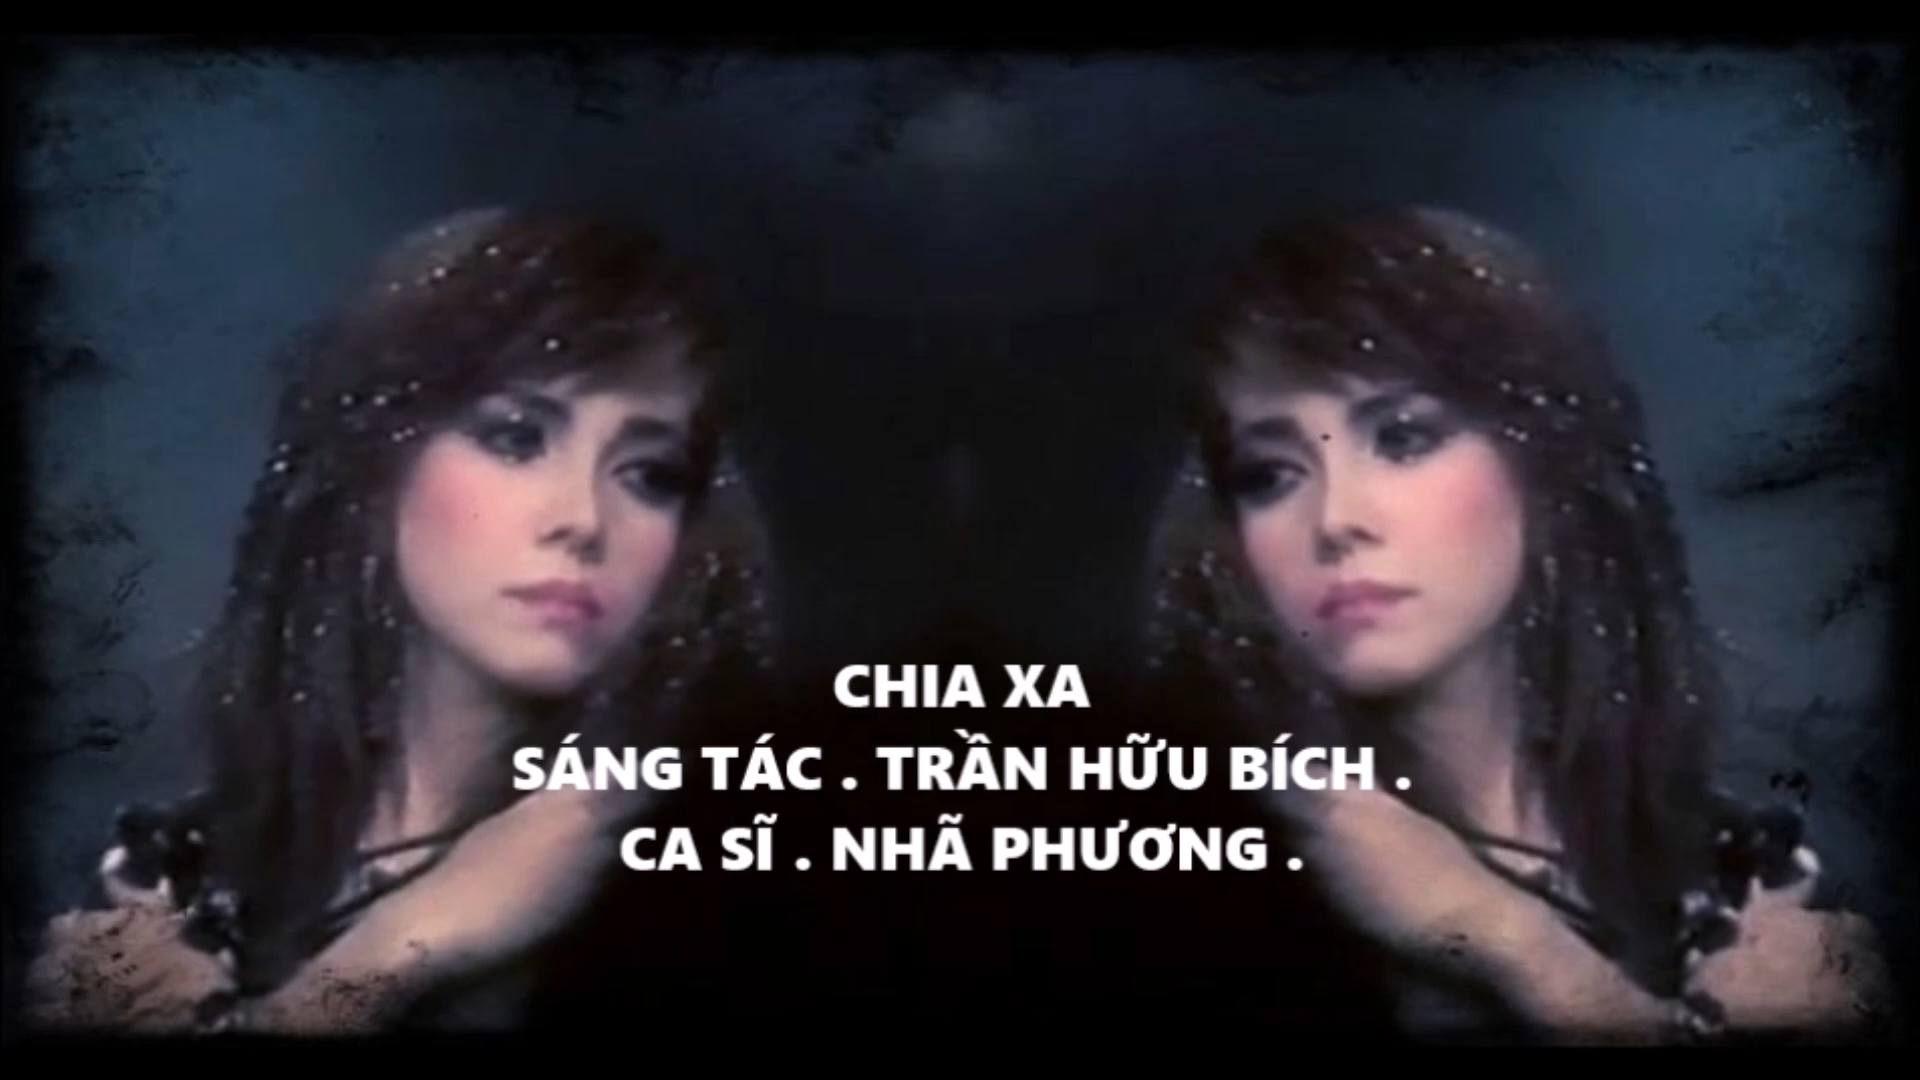 CHIA XA
SÁNG TÁC . TRẦN HỮU BÍCH .
CA SĨ . NHÃ PHƯƠNG .